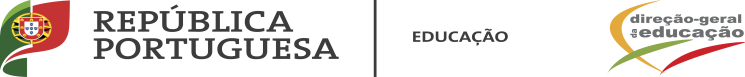 REPÚBLICA
PORTUGUESA
EDUCAÇÃO
direção-geral
da educação